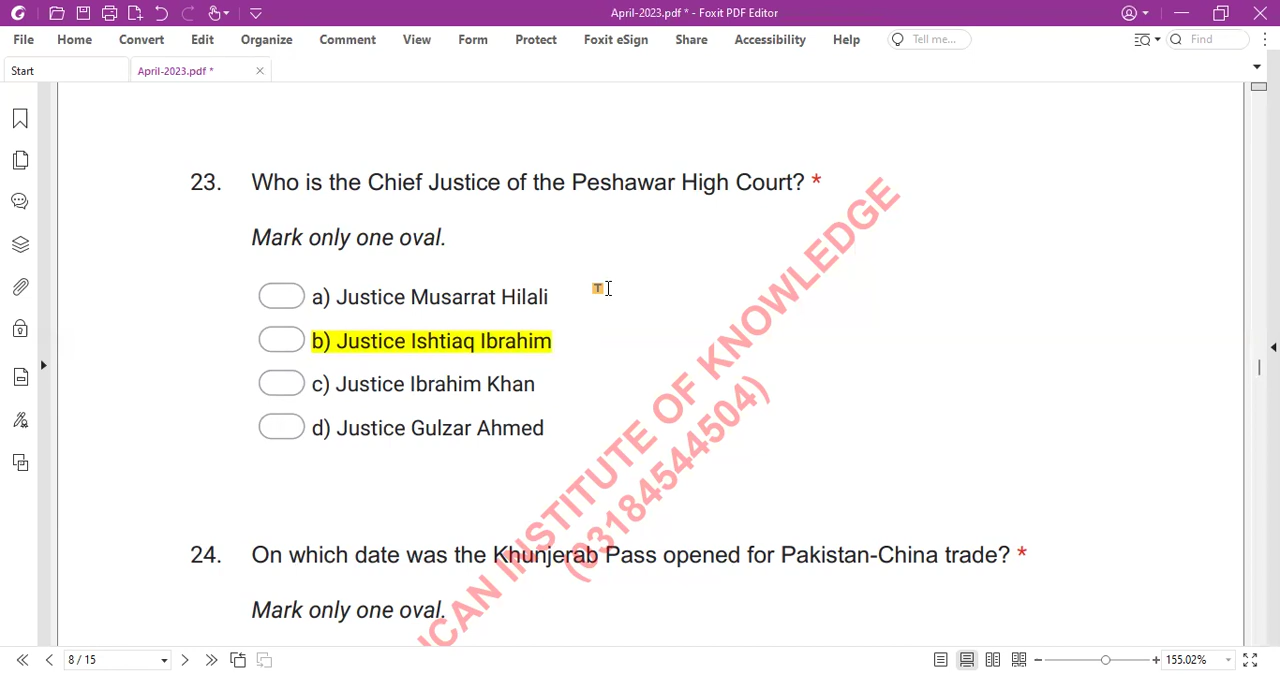 April-2023.pdf * - Foxit PDF Editor
File Home Convert Edit Organize Comment View Form Protect Foxit eSign Share Accessibility Help Tell me... Find
Start April-2023.pdf *
23. Who is the Chief Justice of the Peshawar High Court? *
Mark only one oval.
a) Justice Musarrat Hilali
T
b) Justice Ishtiaq Ibrahim
c) Justice Ibrahim Khan
d) Justice Gulzar Ahmed
ICAN INSTITUTE OF KNOWLEDGE
(03184544504)
24. On which date was the Khunjerab Pass opened for Pakistan-China trade? *
Mark only one oval.
8 / 15 155.02%